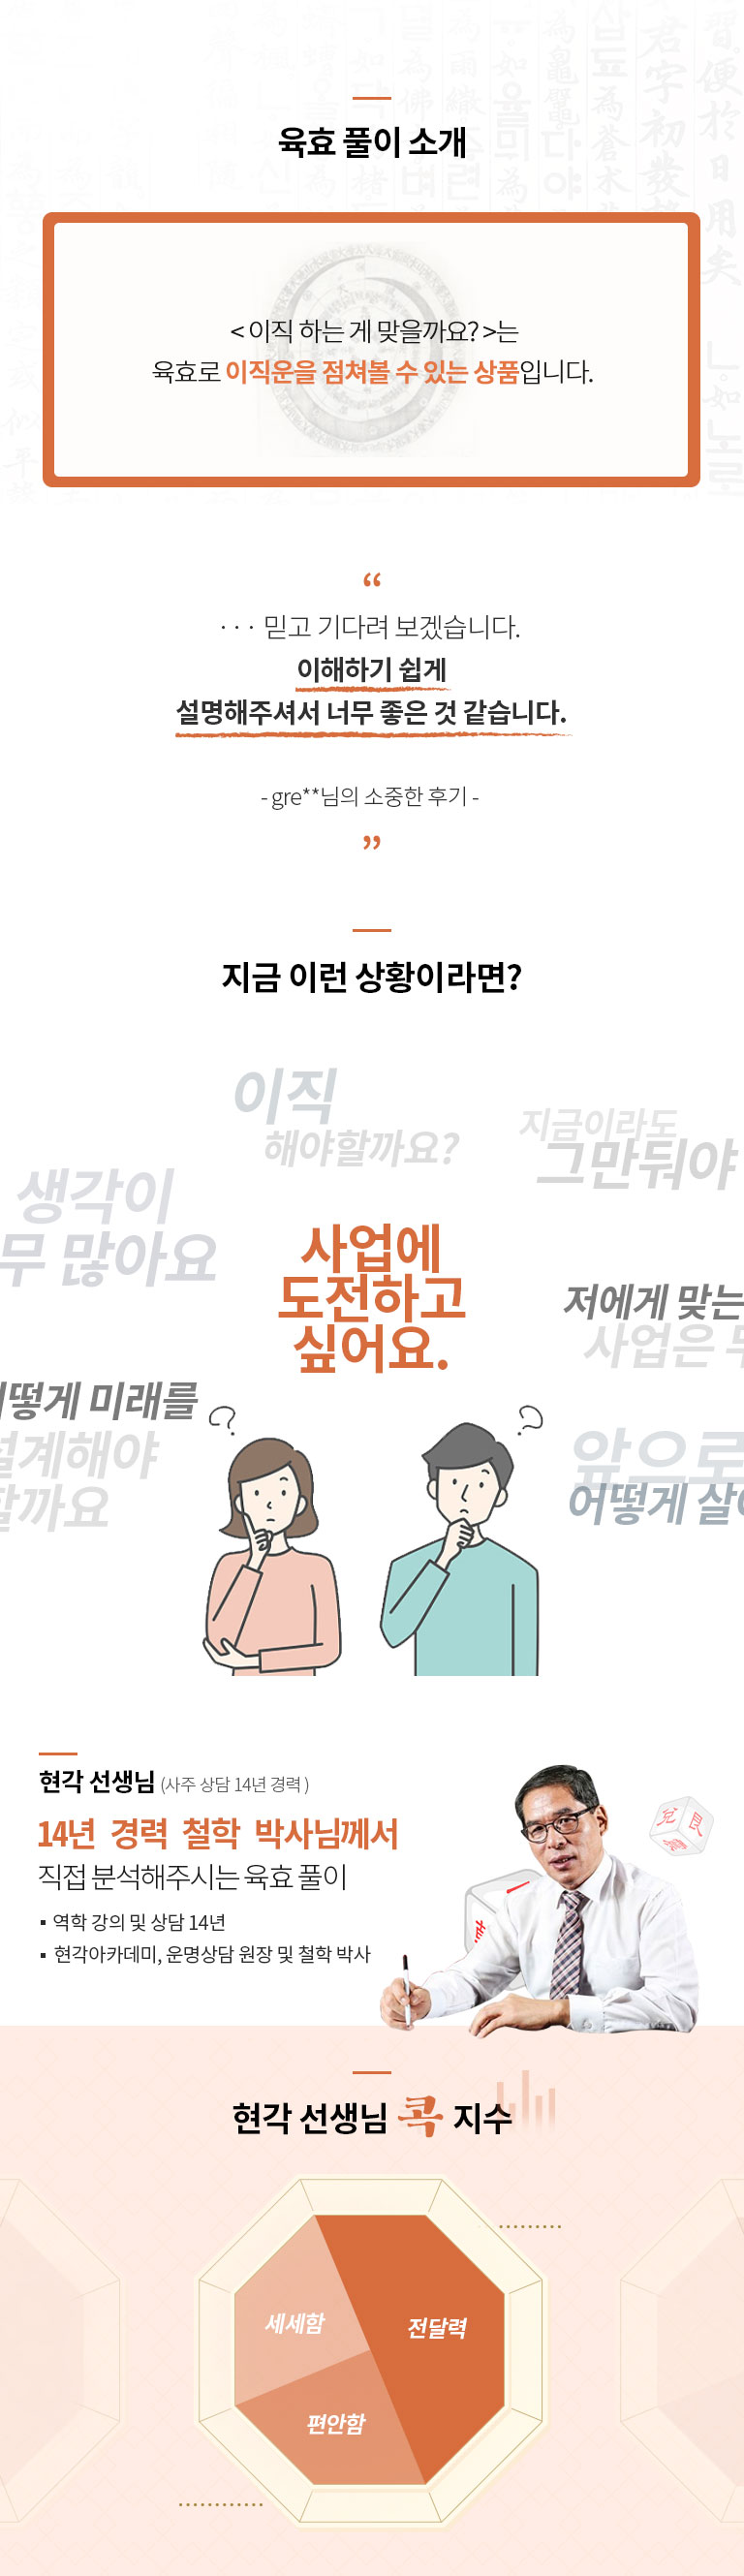 육효 풀이 소개
< 이직 하는 게 맞을까요? >는
육효로 이직운을 점쳐볼 수 있는 상품입니다.
“
· · · 믿고 기다려 보겠습니다.
이해하기 쉽게
설명해주셔서 너무 좋은 것 같습니다.
- gre**님의 소중한 후기 -
”
지금 이런 상황이라면?
이직
해야할까요?
지금이라도
그만둬야
생각이
무 많아요
사업에
도전하고
싶어요.
저에게 맞는
사업은
어떻게 미래를
설계해야
할까요
앞으로
어떻게 살
현각 선생님 (사주 상담 14년 경력)
14년 경력 철학 박사님께서
직접 분석해주시는 육효 풀이
▪ 역학 강의 및 상담 14년
▪ 현각아카데미, 운명상담 원장 및 철학 박사
현각 선생님 콕 지수
세세함
전달력
편안함